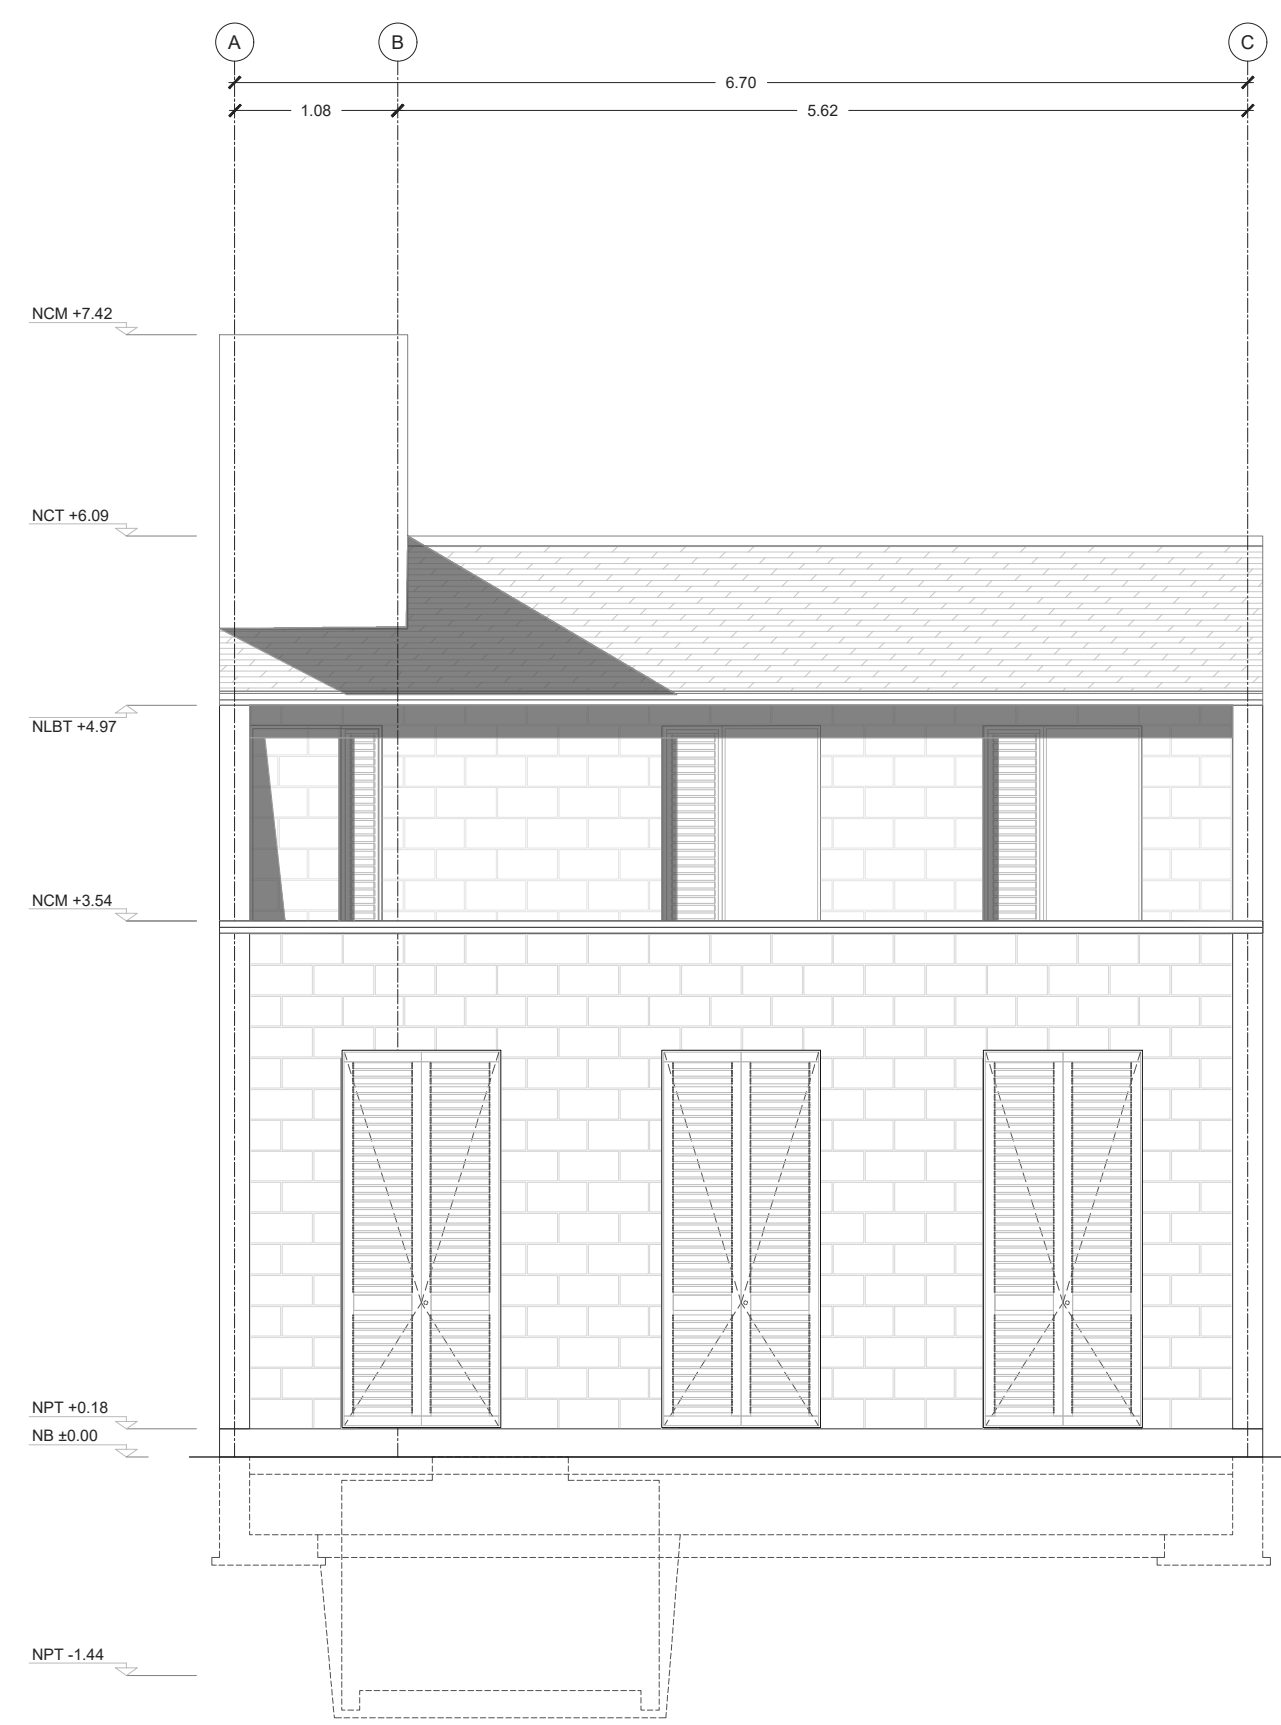 A B C
6.70
1.08 5.62
NCM +7.42
NCT +6.09
NLBT +4.97
NCM +3.54
NPT +0.18
NB ±0.00
NPT -1.44